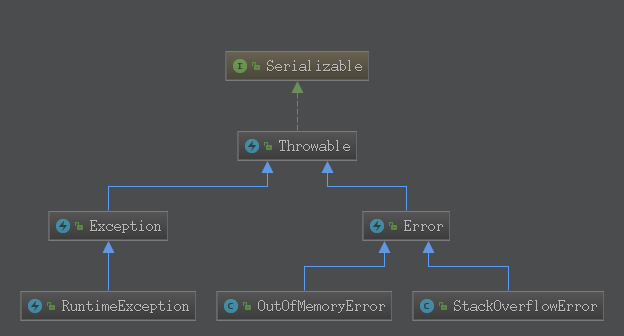 Serializable
Throwable
Exception
Error
RuntimeException
OutOfMemoryError
StackOverflowError